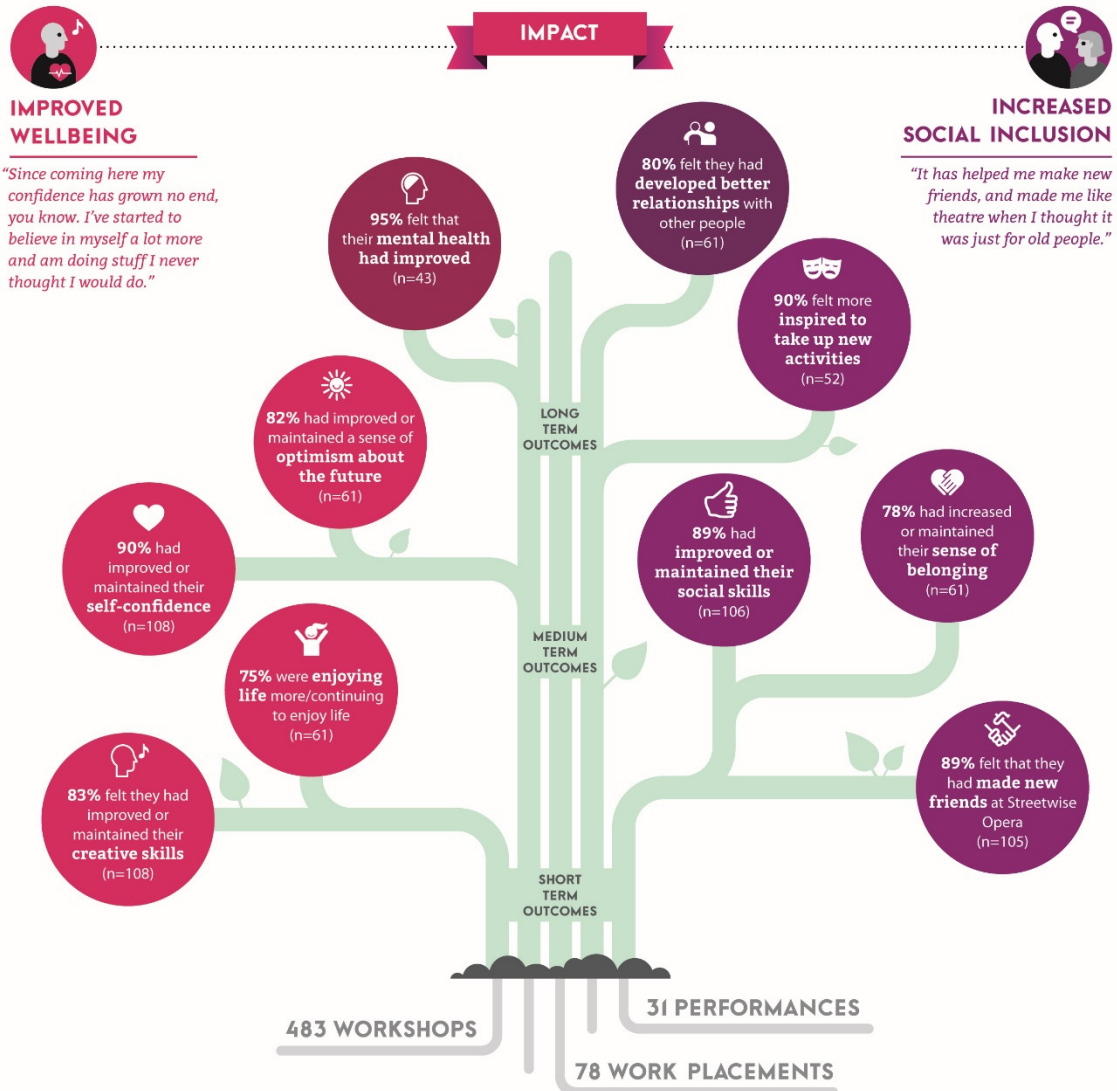 IMPACT
IMPROVED
WELLBEING
“Since coming here my
confidence has grown no end,
you know. I’ve started to
believe in myself a lot more
and am doing stuff I never
thought I would do.”
INCREASED
SOCIAL INCLUSION
“It has helped me make new
friends, and made me like
theatre when I thought it
was just for old people.”
95% felt that
their mental health
had improved
(n=43)
80% felt they had
developed better
relationships with
other people
(n=61)
90% felt more
inspired to
take up new
activities
(n=52)
LONG
TERM
OUTCOMES
82% had improved or
maintained a sense of
optimism about
the future
(n=61)
90% had
improved or
maintained their
self-confidence
(n=108)
89% had
improved or
maintained their
social skills
(n=106)
78% had increased
or maintained
their sense of
belonging
(n=61)
MEDIUM
TERM
OUTCOMES
75% were enjoying
life more/continuing
to enjoy life
(n=61)
83% felt they had
improved or
maintained their
creative skills
(n=108)
89% felt that they
had made new
friends at Streetwise
Opera
(n=105)
SHORT
TERM
OUTCOMES
483 WORKSHOPS
31 PERFORMANCES
78 WORK PLACEMENTS